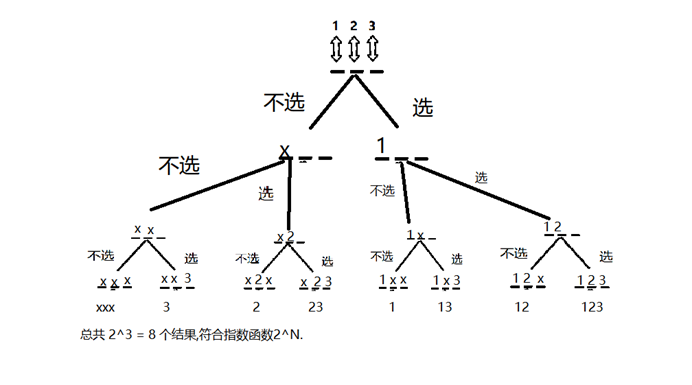 1 2 3
不选 选
x 1
不选 选 不选 选
x x x 2 1 x 1 2
不选 选 不选 选 不选 选 不选 选
x x x x x 3 x 2 x x 2 3 1 x x 1 x 3 1 2 x 1 2 3
xxx 3 2 23 1 13 12 123
总共 2^3 = 8 个结果,符合指数函数2^N.